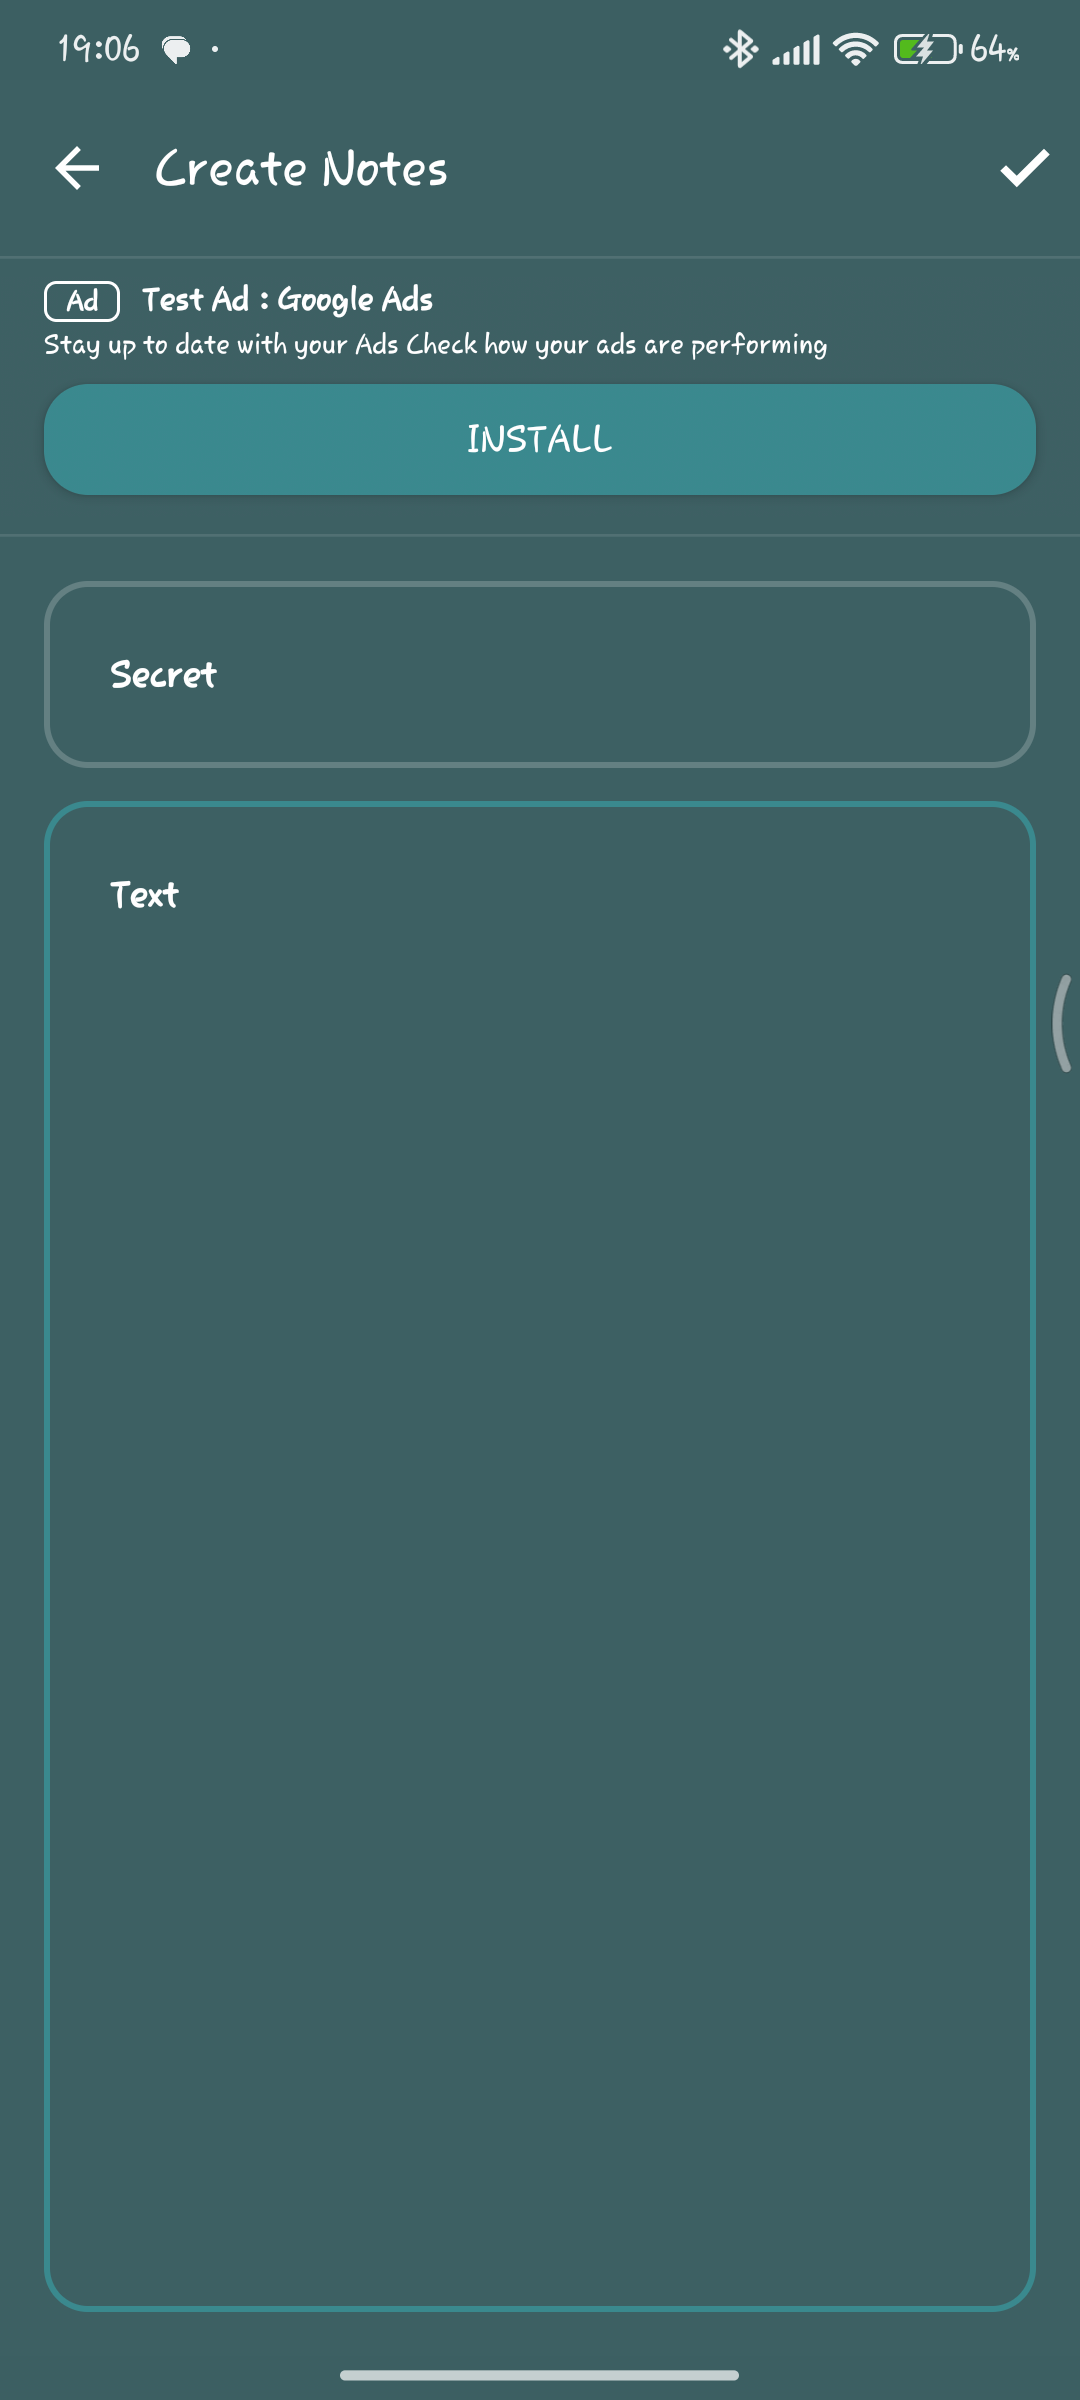 19:06
64%
Create Notes
Ad Test Ad : Google Ads
Stay up to date with your Ads Check how your ads are performing
INSTALL
Secret
Text